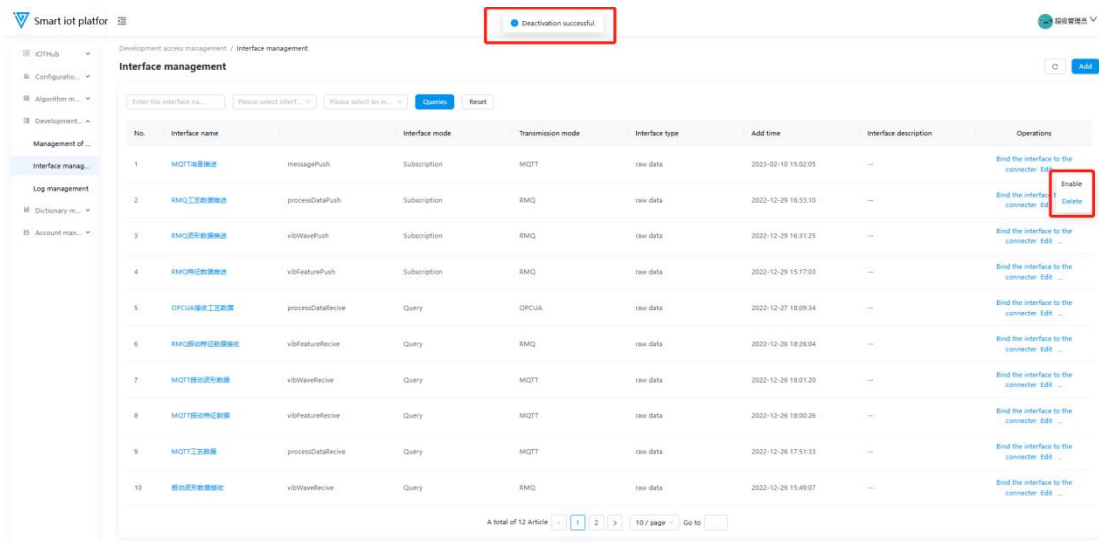 Smart iot platfor
Deactivation successful.
超级管理员
IOTHub
Configuratio...
Algorithm m...
Development...
Management of ...
Interface manag...
Log management
Dictionary m...
Account man...
Development access management / Interface management
Interface management
Add
Enter the interface na...
Please select interf...
Please select an in...
Queries
Reset
No. Interface name Interface mode Transmission mode Interface type Add time Interface description Operations
1 MQTT消息推送 messagePush Subscription MQTT raw data 2023-02-10 15:02:05 -- Bind the interface to the
connecter Edit
Enable
Delete
2 RMQ工艺数据推送 processDataPush Subscription RMQ raw data 2022-12-29 16:33:10 -- Bind the interface t
connecter Ed
3 RMQ波形数据推送 vibWavePush Subscription RMQ raw data 2022-12-29 16:31:25 -- Bind the interface to the
connecter Edit ...
4 RMQ特征数据推送 vibFeaturePush Subscription RMQ raw data 2022-12-29 15:17:03 -- Bind the interface to the
connecter Edit ...
5 OPCUA接收工艺数据 processDataRecive Query OPCUA raw data 2022-12-27 18:09:34 -- Bind the interface to the
connecter Edit ...
6 RMQ振动特征数据接收 vibFeatureRecive Query RMQ raw data 2022-12-26 18:26:04 -- Bind the interface to the
connecter Edit ...
7 MQTT振动波形数据 vibWaveRecive Query MQTT raw data 2022-12-26 18:01:20 -- Bind the interface to the
connecter Edit ...
8 MQTT振动特征数据 vibFeatureRecive Query MQTT raw data 2022-12-26 18:00:26 -- Bind the interface to the
connecter Edit ...
9 MQTT工艺数据 processDataRecive Query MQTT raw data 2022-12-26 17:51:33 -- Bind the interface to the
connecter Edit ...
10 振动波形数据接收 vibWaveRecive Query RMQ raw data 2022-12-26 15:49:07 -- Bind the interface to the
connecter Edit ...
A total of 12 Article < 1 2 > 10 / page Go to